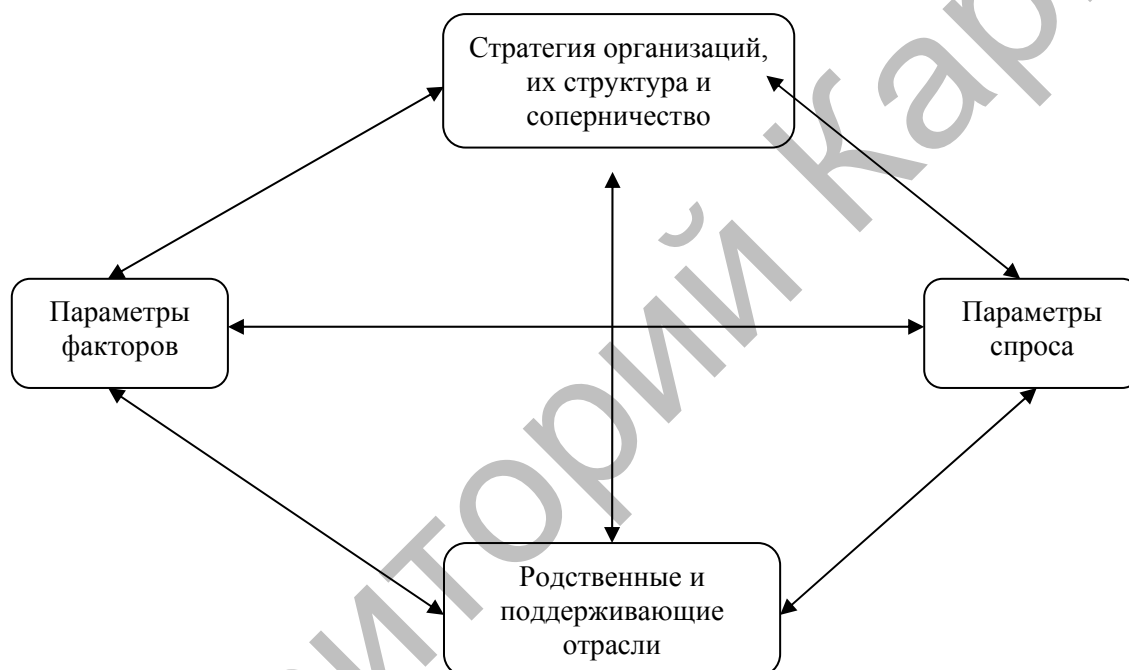 Стратегия организаций,
их структура и
соперничество
Параметры
факторов
Параметры
спроса
Родственные и
поддерживающие
отрасли